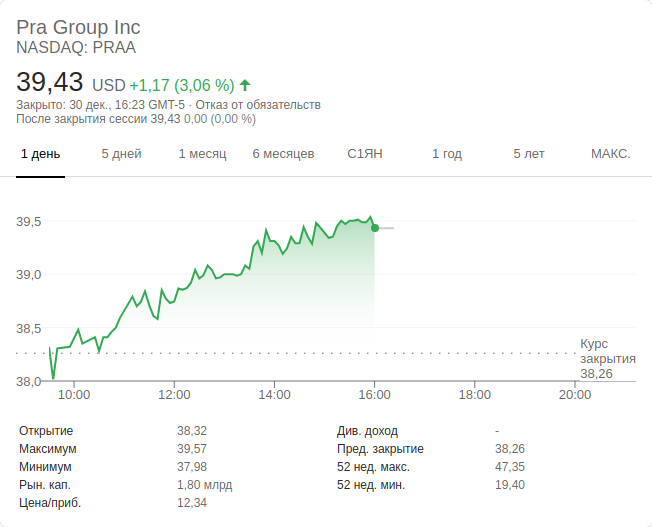 Pra Group Inc
NASDAQ: PRAA
39,43 USD +1,17 (3,06 %)
Закрыто: 30 дек., 16:23 GMT-5 · Отказ от обязательств
После закрытия сессии 39,43 0,00 (0,00 %)
1 день 5 дней 1 месяц 6 месяцев С1ЯН 1 год 5 лет МАКС.
39,5
39,0
38,5
Курс
закрытия
38,26
38,0
10:00 12:00 14:00 16:00 18:00 20:00
Открытие 38,32 Див. доход -
Максимум 39,57 Пред. закрытие 38,26
Минимум 37,98 52 нед. макс. 47,35
Рын. кап. 1,80 млрд 52 нед. мин. 19,40
Цена/приб. 12,34